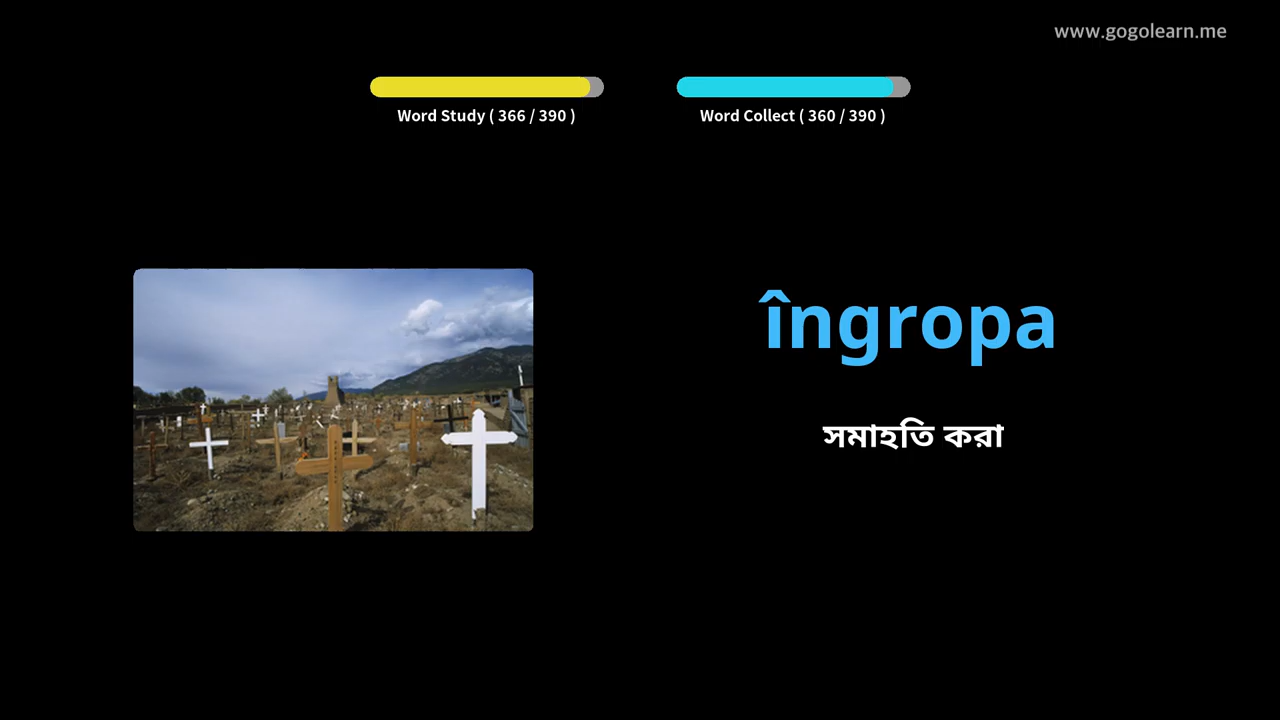 www.gogolearn.me
Word Study ( 366 / 390 )
Word Collect ( 360 / 390 )
îngropa
সমাহিত করা